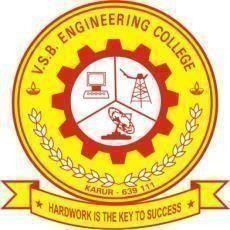 V.S.B. ENGINEERING COLLEGE
KARUR - 639 111
HARDWORK IS THE KEY TO SUCCESS